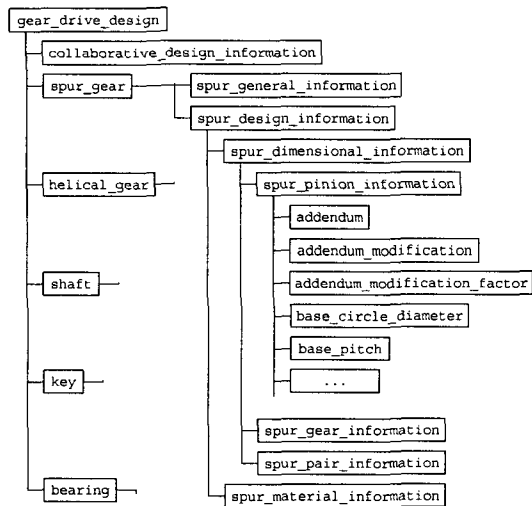 gear_drive_design
collaborative_design_information
spur_gear
spur_general_information
spur_design_information
spur_dimensional_information
helical_gear
spur_pinion_information
addendum
addendum_modification
shaft
addendum_modification_factor
base_circle_diameter
base_pitch
key
...
spur_gear_information
spur_pair_information
bearing
spur_material_information